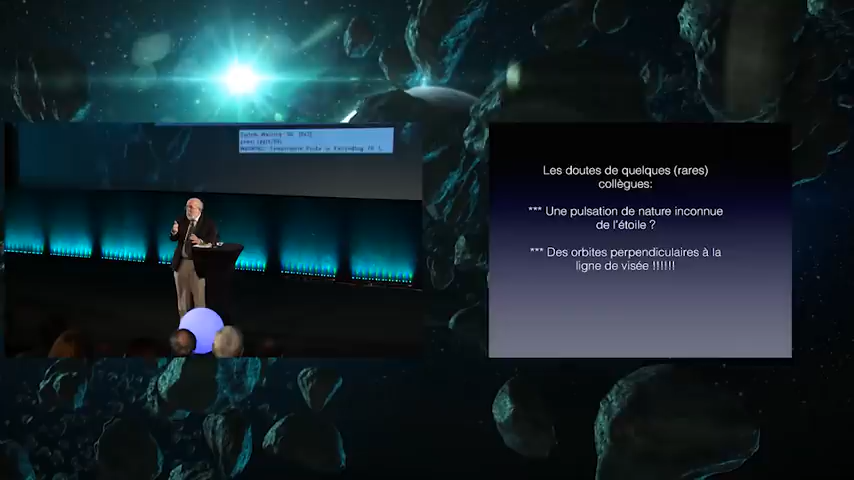 Les doutes de quelques (rares)
collègues:
*** Une pulsation de nature inconnue
de l'étoile ?
*** Des orbites perpendiculaires à la
ligne de visée !!!!!!